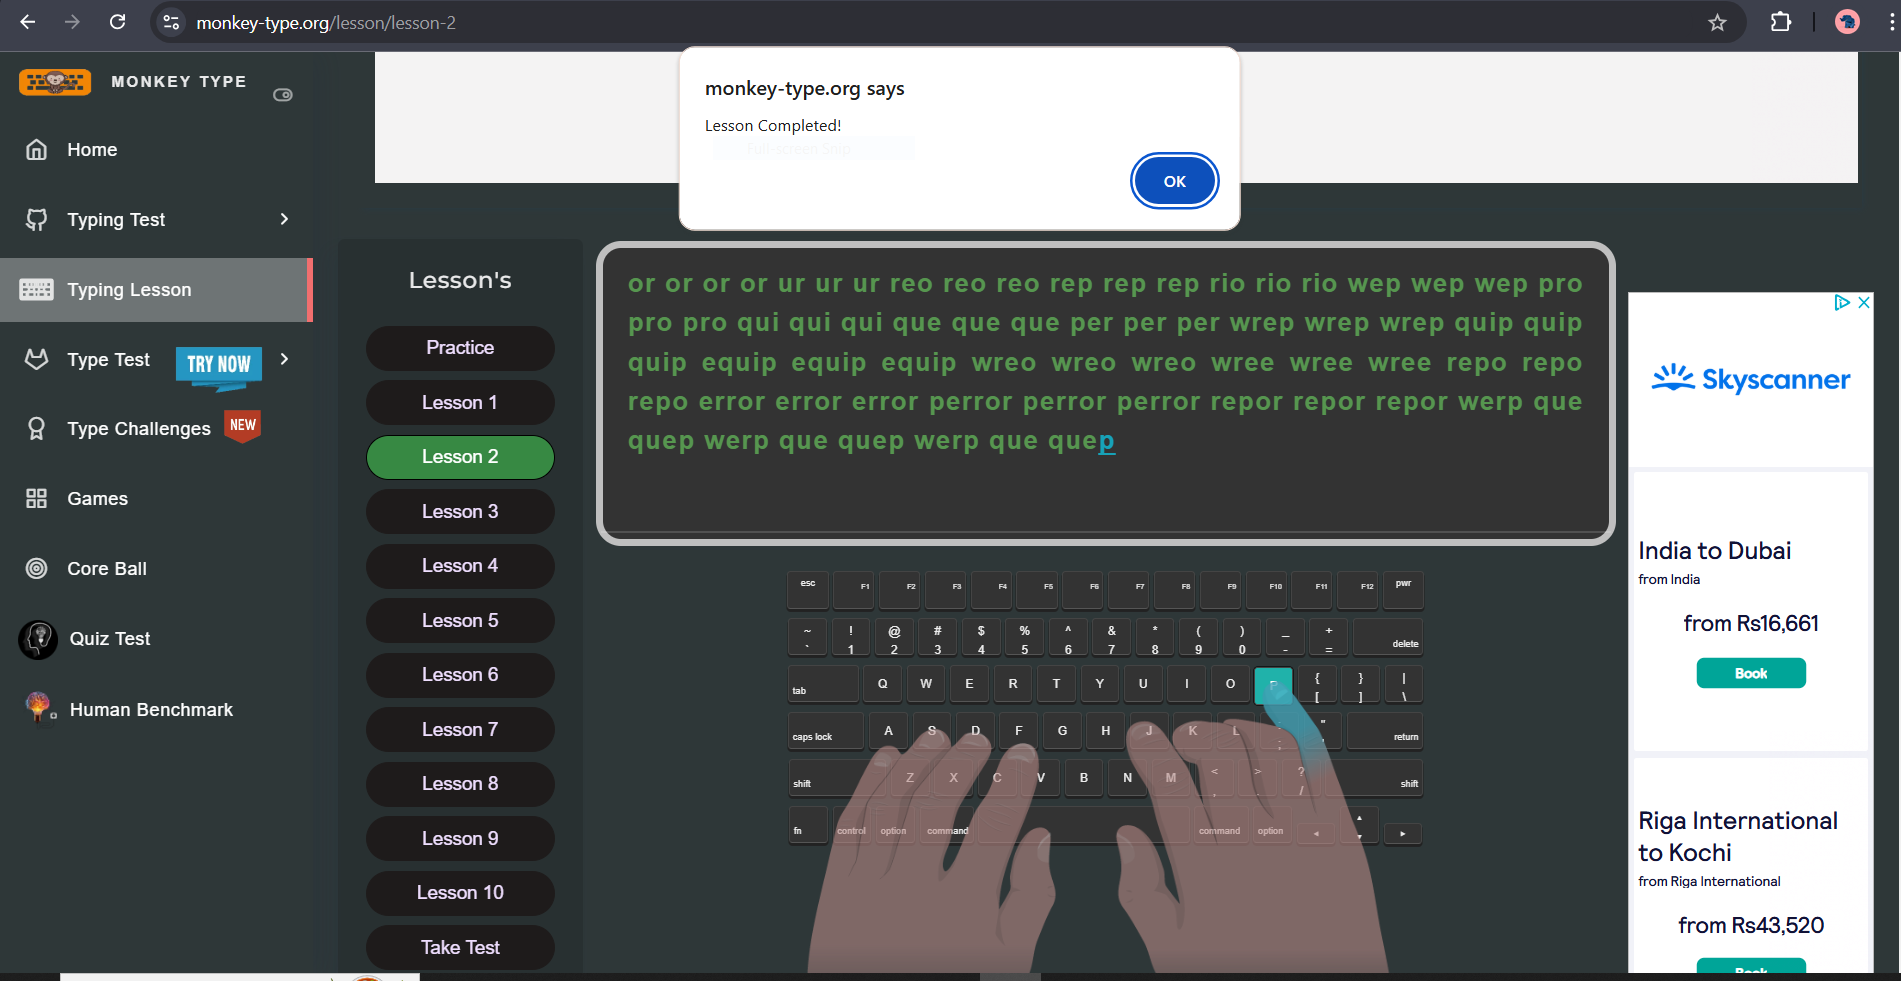 monkey-type.org/lesson/lesson-2
monkey-type.org says
Lesson Completed!
OK
MONKEY TYPE
Home
Typing Test
Typing Lesson
Type Test
TRY NOW
Type Challenges
NEW
Games
Core Ball
Quiz Test
Human Benchmark
Lesson's
Practice
Lesson 1
Lesson 2
Lesson 3
Lesson 4
Lesson 5
Lesson 6
Lesson 7
Lesson 8
Lesson 9
Lesson 10
Take Test
or or or or ur ur ur reo reo reo rep rep rep rio rio rio wep wep wep pro
pro pro qui qui qui que que que per per per wrep wrep wrep quip quip
quip equip equip equip wreo wreo wreo wree wree wree repo repo
repo error error error perror perror perror repor repor repor werp que
quep werp que quep werp que quep
esc F1 F2 F3 F4 F5 F6 F7 F8 F9 F10 F11 F12 pwr
~ ! @ # $ % ^ & * ( ) _ +
` 1 2 3 4 5 6 7 8 9 0 - = delete
tab Q W E R T Y U I O P { } |
[ ] \
caps lock A S D F G H J K L : "
; ' return
shift Z X C V B N M < > ? shift
, . /
fn control option command command option ◄ ▲ ▼ ►
Skyscanner
India to Dubai
from India
from Rs16,661
Book
Riga International
to Kochi
from Riga International
from Rs43,520
Book